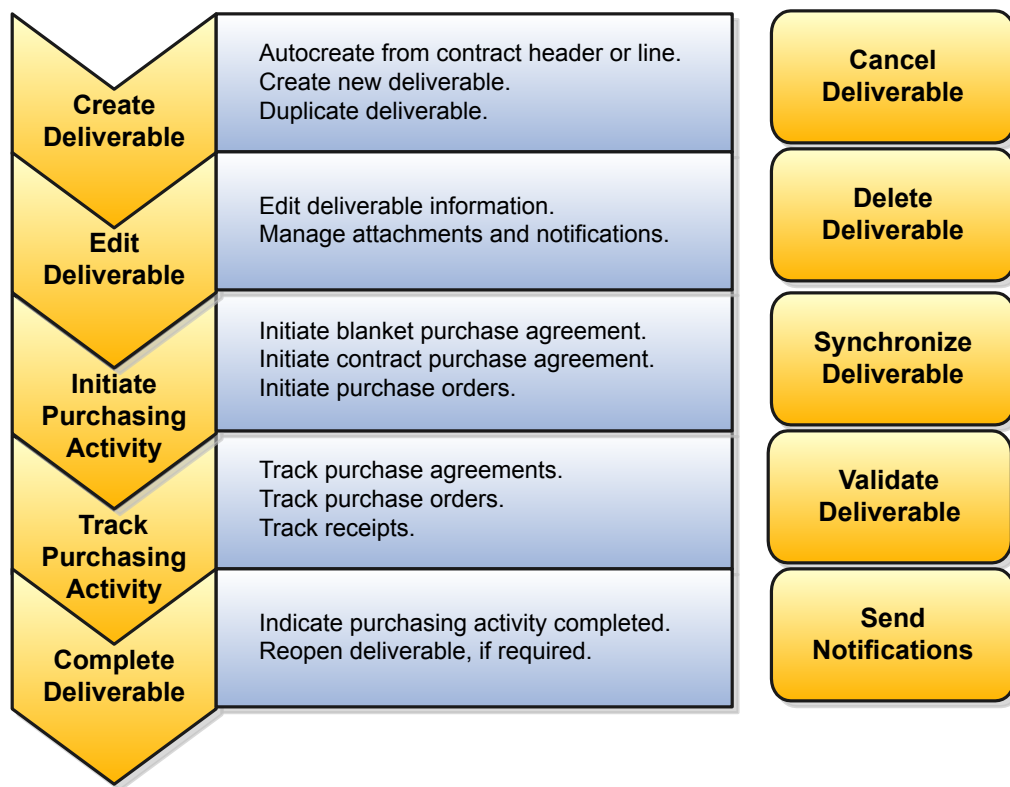 Create
Deliverable
Autocreate from contract header or line.
Create new deliverable.
Duplicate deliverable.
Edit
Deliverable
Edit deliverable information.
Manage attachments and notifications.
Initiate
Purchasing
Activity
Initiate blanket purchase agreement.
Initiate contract purchase agreement.
Initiate purchase orders.
Track
Purchasing
Activity
Track purchase agreements.
Track purchase orders.
Track receipts.
Complete
Deliverable
Indicate purchasing activity completed.
Reopen deliverable, if required.
Cancel
Deliverable
Delete
Deliverable
Synchronize
Deliverable
Validate
Deliverable
Send
Notifications